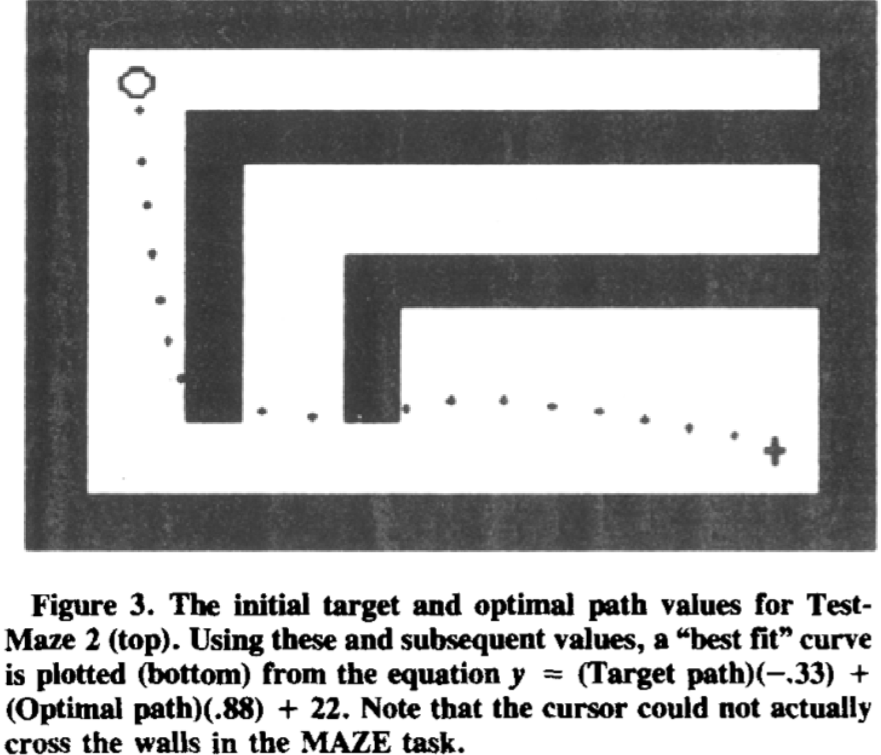 Figure 3. The initial target and optimal path values for Test-
Maze 2 (top). Using these and subsequent values, a “best fit” curve
is plotted (bottom) from the equation y = (Target path)(−.33) +
(Optimal path)(.88) + 22. Note that the cursor could not actually
cross the walls in the MAZE task.